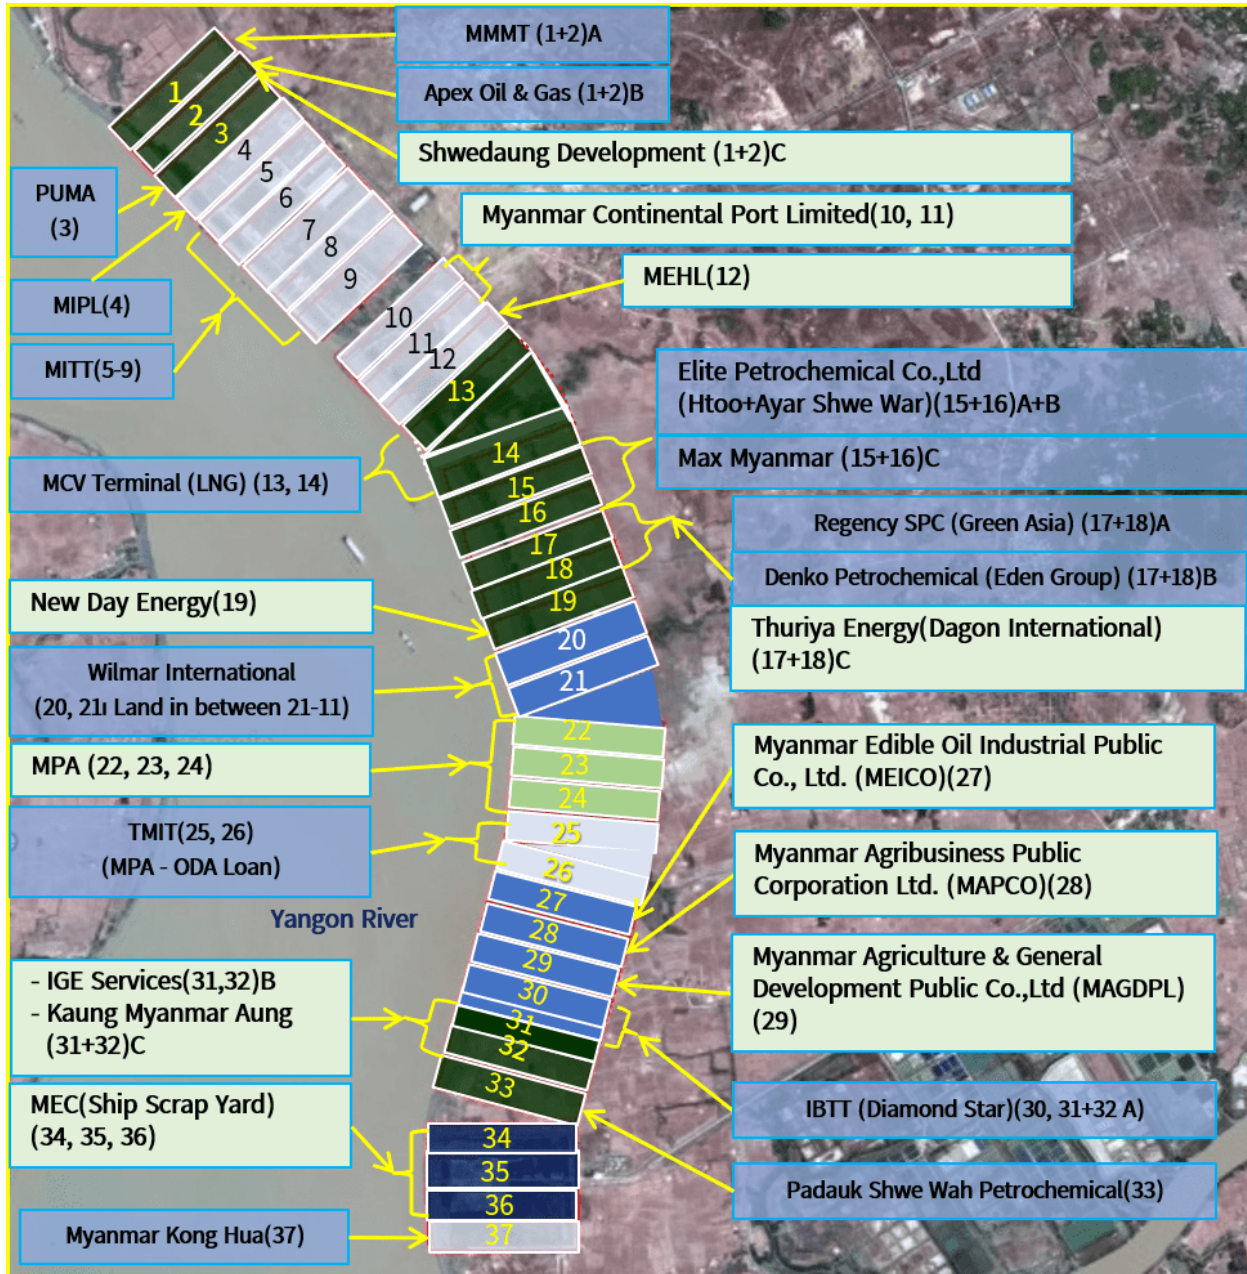 MMMT (1+2)A
Apex Oil & Gas (1+2)B
Shwedaung Development (1+2)C
Myanmar Continental Port Limited(10, 11)
MEHL(12)
PUMA
(3)
MIPL(4)
MITT(5-9)
1
2
3
4
5
6
7
8
9
10
11
12
13
Elite Petrochemical Co.,Ltd
(Htoo+Ayar Shwe War)(15+16)A+B
Max Myanmar (15+16)C
MCV Terminal (LNG) (13, 14)
14
15
16
17
18
19
Regency SPC (Green Asia) (17+18)A
Denko Petrochemical (Eden Group) (17+18)B
Thuriya Energy(Dagon International)
(17+18)C
New Day Energy(19)
Wilmar International
(20, 21ı Land in between 21-11)
20
21
MPA (22, 23, 24)
22
23
24
TMIT(25, 26)
(MPA - ODA Loan)
25
26
Myanmar Edible Oil Industrial Public
Co., Ltd. (MEICO)(27)
Myanmar Agribusiness Public
Corporation Ltd. (MAPCO)(28)
Myanmar Agriculture & General
Development Public Co.,Ltd (MAGDPL)
(29)
Yangon River
27
28
29
30
31
32
33
- IGE Services(31,32)B
- Kaung Myanmar Aung
(31+32)C
MEC(Ship Scrap Yard)
(34, 35, 36)
IBTT (Diamond Star)(30, 31+32 A)
Padauk Shwe Wah Petrochemical(33)
34
35
36
37
Myanmar Kong Hua(37)